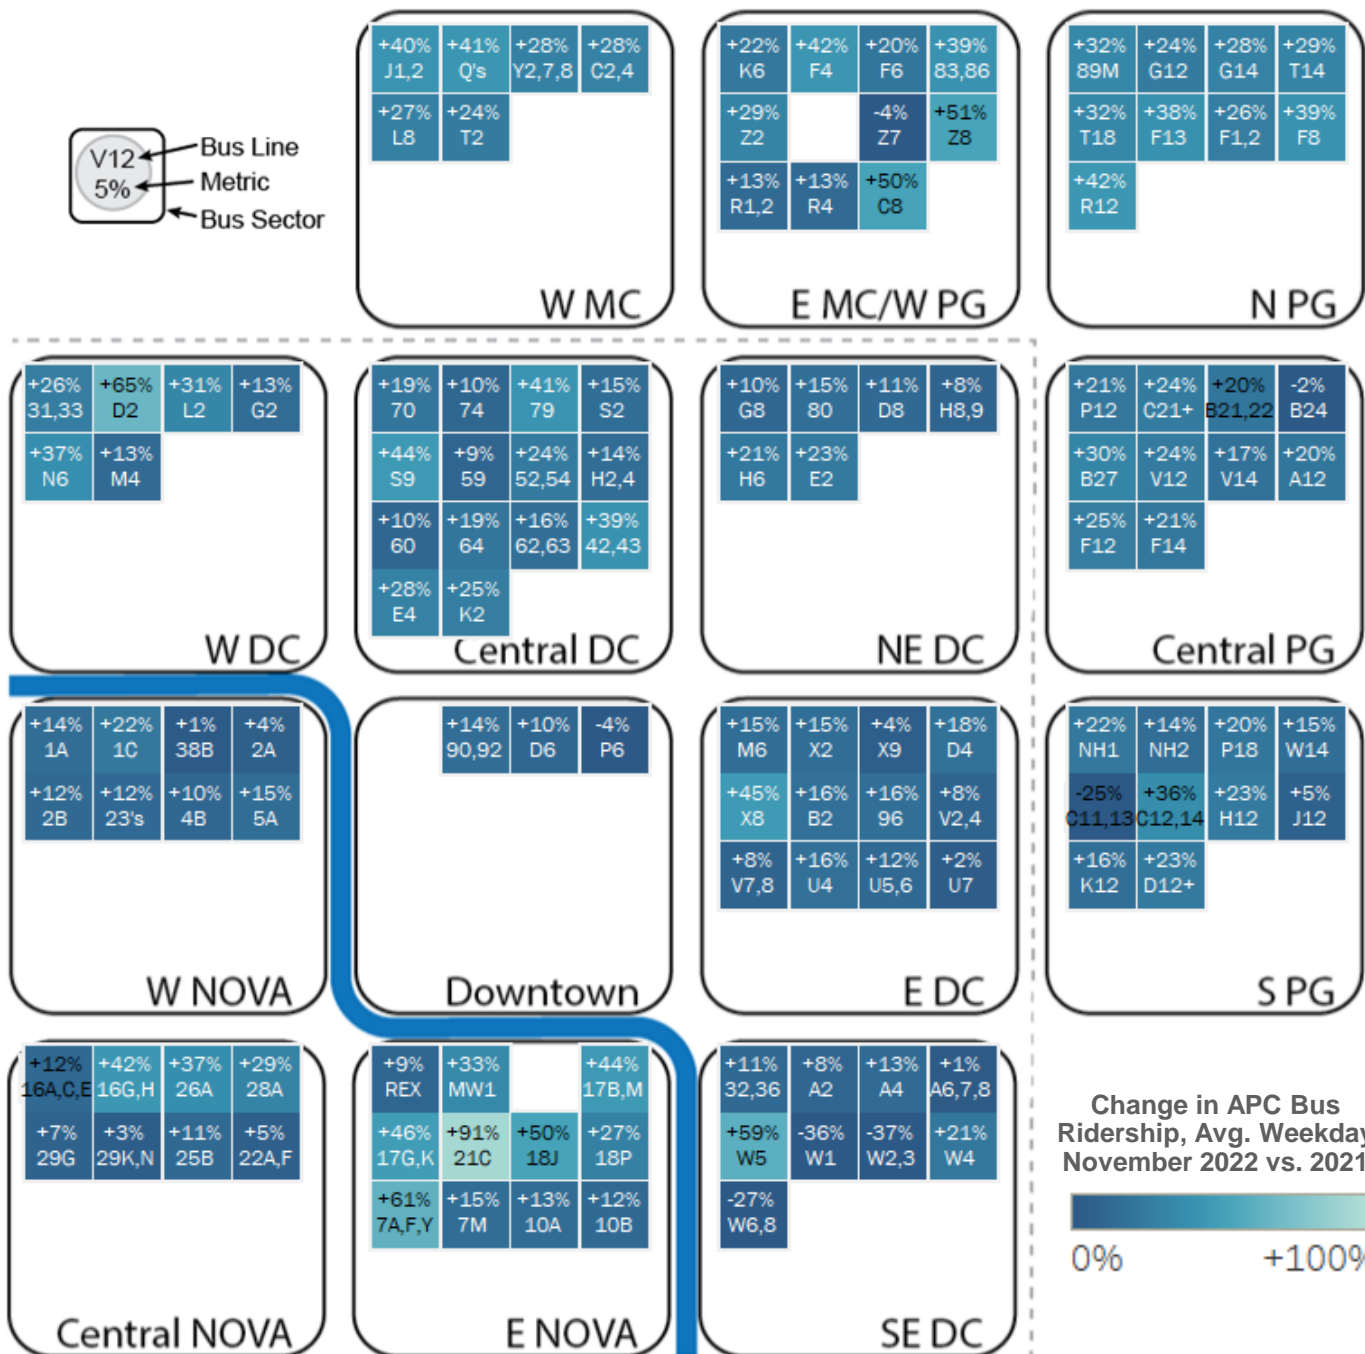 V12
5%
Bus Line
Metric
Bus Sector
+40% +41% +28% +28%
J1,2 Q's Y2,7,8 C2,4
+27% +24%
L8 T2
W MC
+22% +42% +20% +39%
K6 F4 F6 83,86
+29% -4% +51%
Z2 Z7 Z8
+13% +13% +50%
R1,2 R4 C8
E MC/W PG
+32% +24% +28% +29%
89M G12 G14 T14
+32% +38% +26% +39%
T18 F13 F1,2 F8
+42%
R12
N PG
+26% +65% +31% +13%
31,33 D2 L2 G2
+37% +13%
N6 M4
W DC
+19% +10% +41% +15%
70 74 79 S2
+44% +9% +24% +14%
S9 59 52,54 H2,4
+10% +19% +16% +39%
60 64 62,63 42,43
+28% +25%
E4 K2
Central DC
+10% +15% +11% +8%
G8 80 D8 H8,9
+21% +23%
H6 E2
NE DC
+21% +24% +20% -2%
P12 C21+ B21,22 B24
+30% +24% +17% +20%
B27 V12 V14 A12
+25% +21%
F12 F14
Central PG
+14% +22% +1% +4%
1A 1C 38B 2A
+12% +12% +10% +15%
2B 23's 4B 5A
W NOVA
+14% +10% -4%
90,92 D6 P6
Downtown
+15% +15% +4% +18%
M6 X2 X9 D4
+45% +16% +16% +8%
X8 B2 96 V2,4
+8% +16% +12% +2%
V7,8 U4 U5,6 U7
E DC
+22% +14% +20% +15%
NH1 NH2 P18 W14
-25% +36% +23% +5%
C11,13 C12,14 H12 J12
+16% +23%
K12 D12+
S PG
+12% +42% +37% +29%
16A,C,E 16G,H 26A 28A
+7% +3% +11% +5%
29G 29K,N 25B 22A,F
Central NOVA
+9% +33% +44%
REX MW1 17B,M
+46% +91% +50% +27%
17G,K 21C 18J 18P
+61% +15% +13% +12%
7A,F,Y 7M 10A 10B
E NOVA
+11% +8% +13% +1%
32,36 A2 A4 A6,7,8
+59% -36% -37% +21%
W5 W1 W2,3 W4
-27%
W6,8
SE DC
Change in APC Bus
Ridership, Avg. Weekday
November 2022 vs. 2021
0% +100%